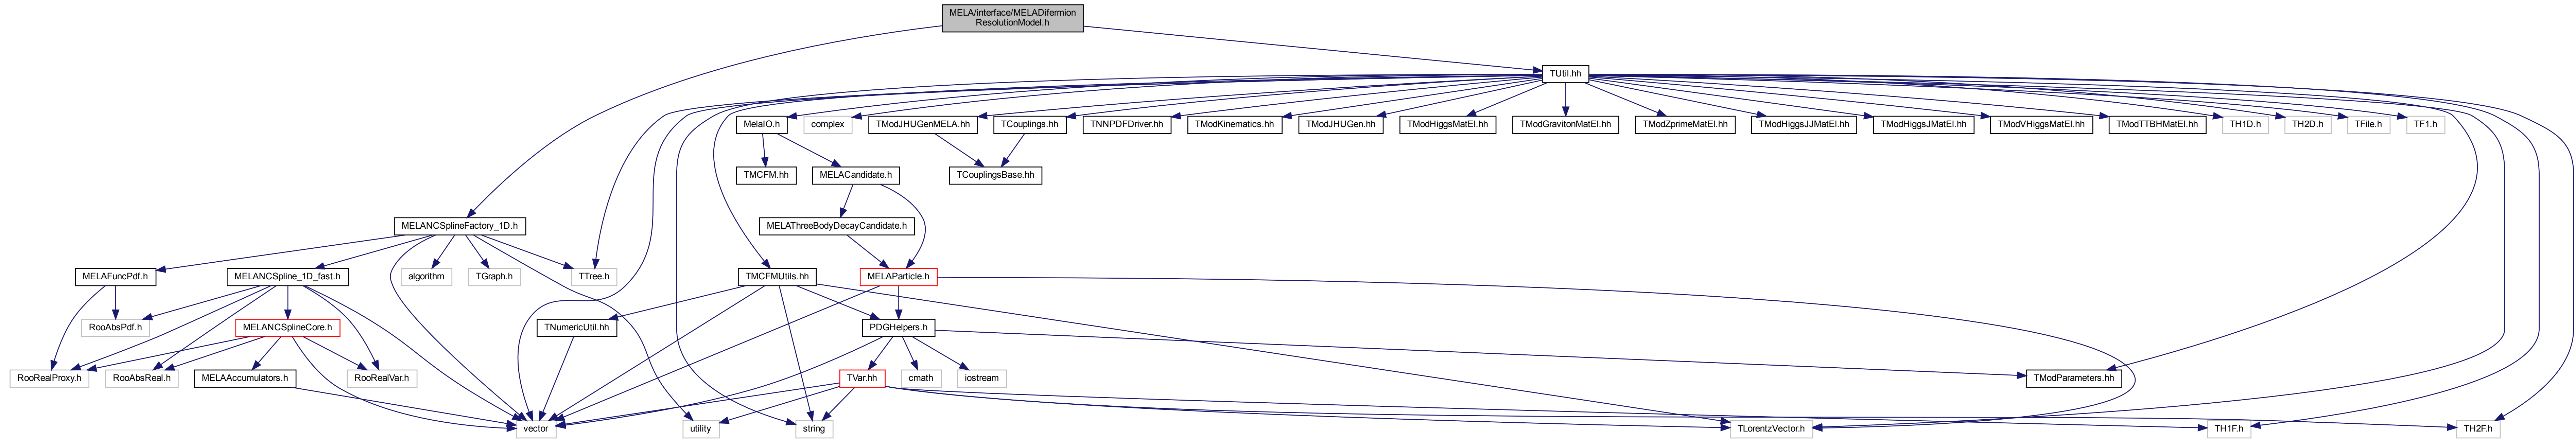 MELA/interface/MELADifermion
ResolutionModel.h
TUtil.hh
MelaIO.h
complex
TModJHUGenMELA.hh
TCouplings.hh
TNNPDFDriver.hh
TModKinematics.hh
TModJHUGen.hh
TModHiggsMatEl.hh
TModGravitonMatEl.hh
TModZprimeMatEl.hh
TModHiggsJJMatEl.hh
TModHiggsJMatEl.hh
TModVHiggsMatEl.hh
TModTTBHMatEl.hh
TH1D.h
TH2D.h
TFile.h
TF1.h
TMCFM.hh
MELACandidate.h
TCouplingsBase.hh
MELANCSplineFactory_1D.h
MELAThreeBodyDecayCandidate.h
MELAFuncPdf.h
MELANCSpline_1D_fast.h
algorithm
TGraph.h
TTree.h
TMCFMUtils.hh
MELAParticle.h
RooAbsPdf.h
MELANCSplineCore.h
TNumericUtil.hh
PDGHelpers.h
RooRealProxy.h
RooAbsReal.h
MELAAccumulators.h
RooRealVar.h
TVar.hh
cmath
iostream
TModParameters.hh
vector
utility
string
TLorentzVector.h
TH1F.h
TH2F.h